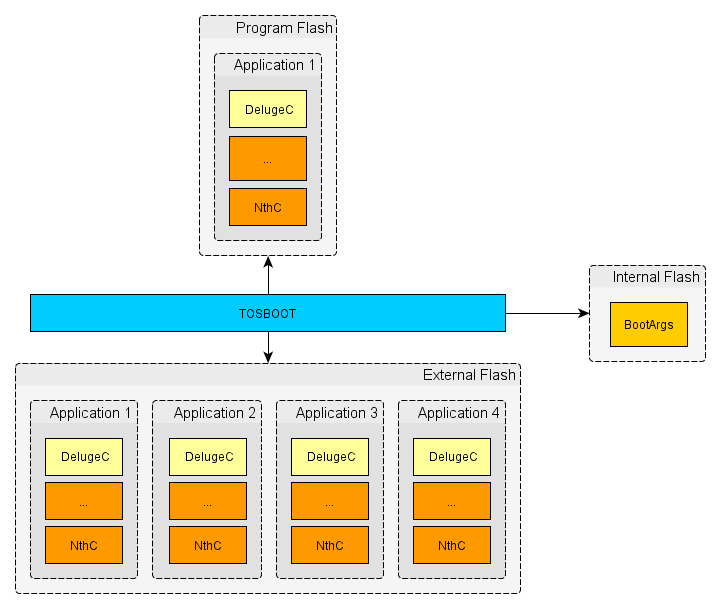 Program Flash
Application 1
DelugeC
...
NthC
TOSBOOT
Internal Flash
BootArgs
External Flash
Application 1
DelugeC
...
NthC
Application 2
DelugeC
...
NthC
Application 3
DelugeC
...
NthC
Application 4
DelugeC
...
NthC